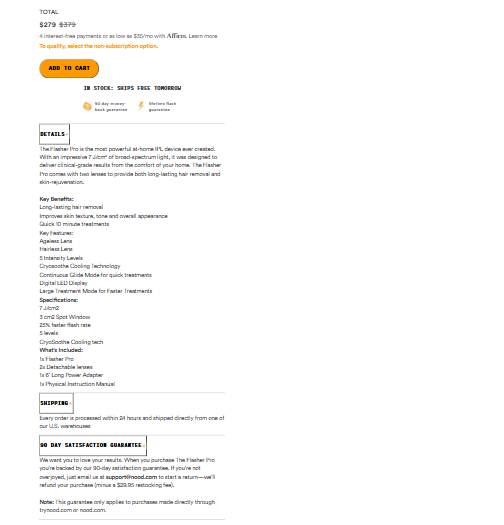 TOTAL
$279 $379
4 interest-free payments or as low as $35/mo with Affirm. Learn more
To qualify, select the non-subscription option.
ADD TO CART
IN STOCK: SHIPS FREE TOMORROW
90 day money-
back guarantee
lifetime flash
guarantee
DETAILS
The Flasher Pro is the most powerful at-home IPL device ever created.
With an impressive 7 J/cm² of broad-spectrum light, it was designed to
deliver clinical-grade results from the comfort of your home. The Flasher
Pro comes with two lenses to provide both long-lasting hair removal and
skin-rejuvenation.
Key Benefits:
Long-lasting hair removal
Improves skin texture, tone and overall appearance
Quick 10 minute treatments
Key Features:
Ageless Lens
Hairless Lens
5 Intensity Levels
Cryosoothe Cooling Technology
Continuous Glide Mode for quick treatments
Digital LED Display
Large Treatment Mode for Faster Treatments
Specifications:
7J/cm2
3 cm2 Spot Window
25% faster flash rate
5 levels
CryoSoothe Cooling tech
What's Included:
1x Flasher Pro
2x Detachable lenses
1x 6' Long Power Adapter
1x Physical Instruction Manual
SHIPPING
Every order is processed within 24 hours and shipped directly from one of
our U.S. warehouses
90 DAY SATISFACTION GUARANTEE
We want you to love your results. When you purchase The Flasher Pro
you're backed by our 90-day satisfaction guarantee. If you're not
overjoyed, just email us at support@nood.com to start a return—we'll
refund your purchase (minus a $29.95 restocking fee).
Note: This guarantee only applies to purchases made directly through
trynood.com or nood.com.